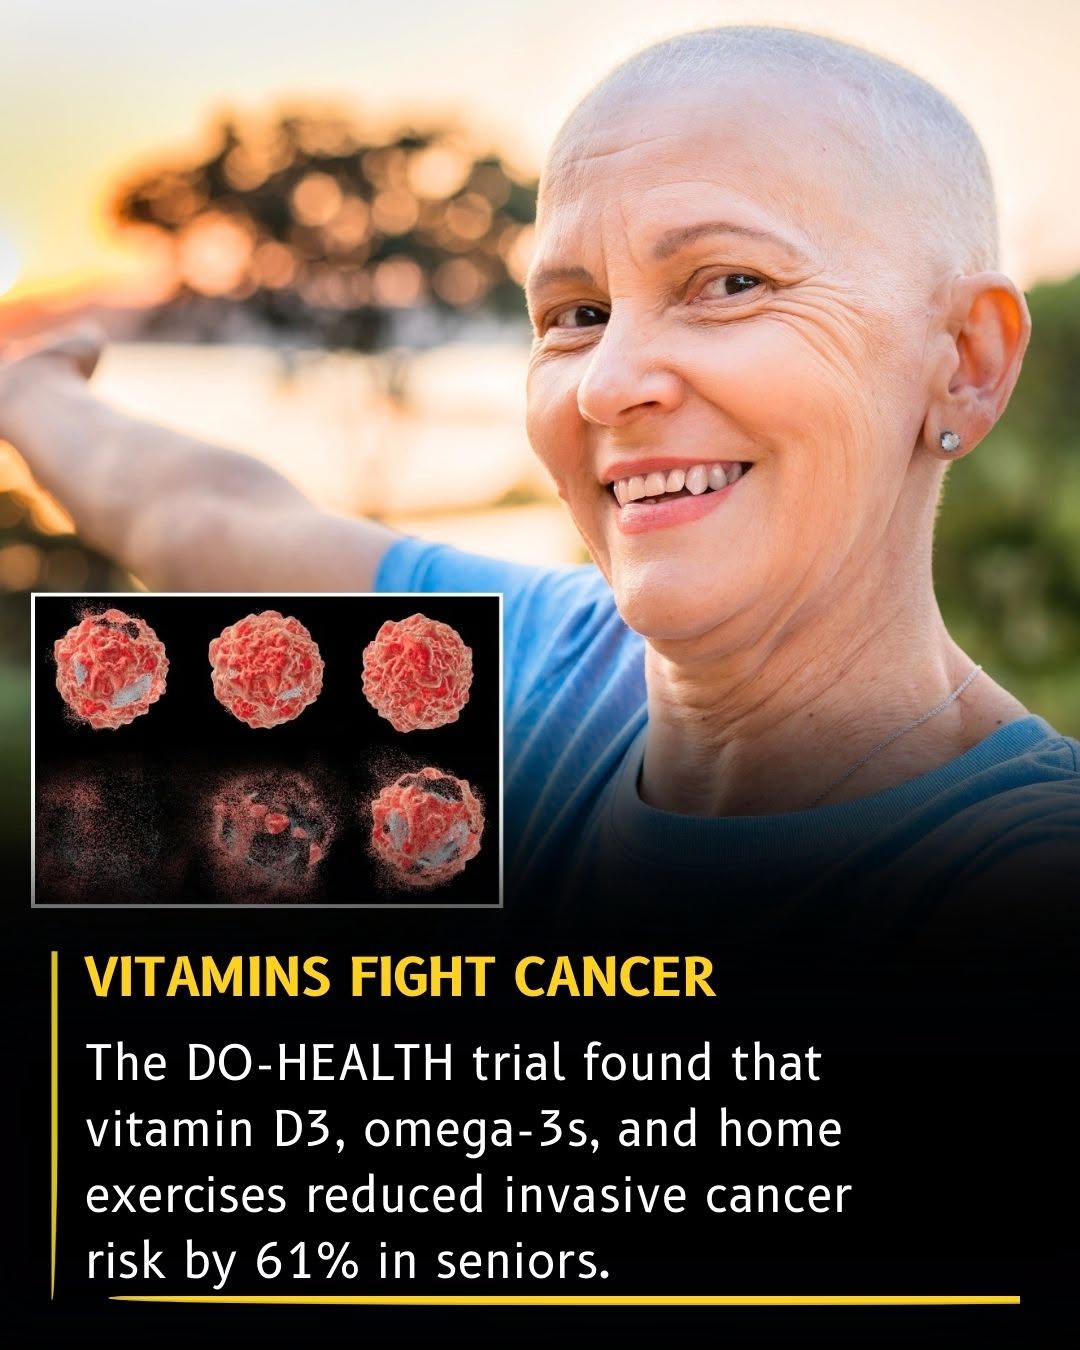 VITAMINS FIGHT CANCER
The DO-HEALTH trial found that
vitamin D3, omega-3s, and home
exercises reduced invasive cancer
risk by 61% in seniors.